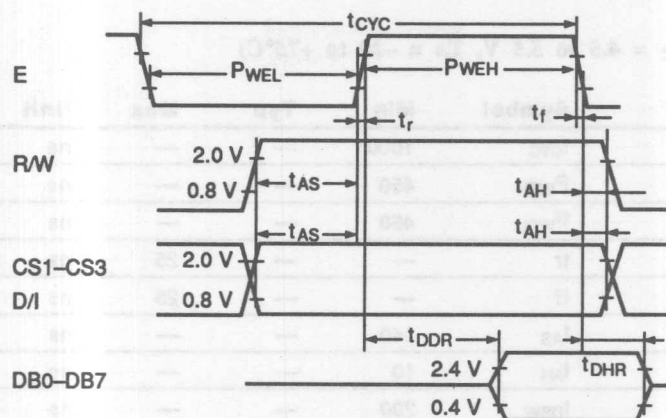 tCYC
E
PWEL
PWEH
tr
tf
R/W
2.0 V
0.8 V
tAS
tAH
tAS
tAH
CS1–CS3
2.0 V
D/I
0.8 V
tDDR
tDHR
DB0–DB7
2.4 V
0.4 V